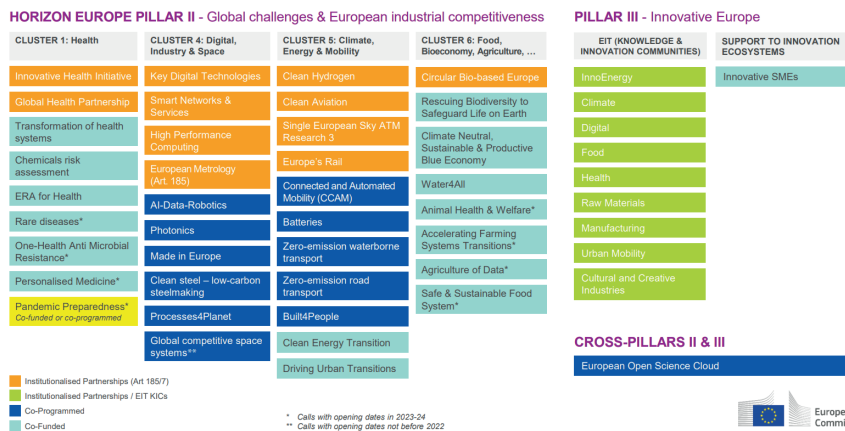 HORIZON EUROPE PILLAR II - Global challenges & European industrial competitiveness
CLUSTER 1: Health
Innovative Health Initiative
Global Health Partnership
Transformation of health
systems
Chemicals risk
assessment
ERA for Health
Rare diseases*
One-Health Anti Microbial
Resistance*
Personalised Medicine*
Pandemic Preparedness*
Co-funded or co-programmed
CLUSTER 4: Digital,
Industry & Space
Key Digital Technologies
Smart Networks &
Services
High Performance
Computing
European Metrology
(Art. 185)
AI-Data-Robotics
Photonics
Made in Europe
Clean steel – low-carbon
steelmaking
Processes4Planet
Global competitive space
systems**
CLUSTER 5: Climate,
Energy & Mobility
Clean Hydrogen
Clean Aviation
Single European Sky ATM
Research 3
Europe's Rail
Connected and Automated
Mobility (CCAM)
Batteries
Zero-emission waterborne
transport
Zero-emission road
transport
Built4People
Clean Energy Transition
Driving Urban Transitions
CLUSTER 6: Food,
Bioeconomy, Agriculture, …
Circular Bio-based Europe
Rescuing Biodiversity to
Safeguard Life on Earth
Climate Neutral,
Sustainable & Productive
Blue Economy
Water4All
Animal Health & Welfare*
Accelerating Farming
Systems Transitions*
Agriculture of Data*
Safe & Sustainable Food
System*
PILLAR III - Innovative Europe
EIT (KNOWLEDGE &
INNOVATION COMMUNITIES)
InnoEnergy
Climate
Digital
Food
Health
Raw Materials
Manufacturing
Urban Mobility
Cultural and Creative
Industries
SUPPORT TO INNOVATION
ECOSYSTEMS
Innovative SMEs
CROSS-PILLARS II & III
European Open Science Cloud
Institutionalised Partnerships (Art 185/7)
Institutionalised Partnerships / EIT KICs
Co-Programmed
Co-Funded
* Calls with opening dates in 2023-24
** Calls with opening dates not before 2022
Europe
Commi